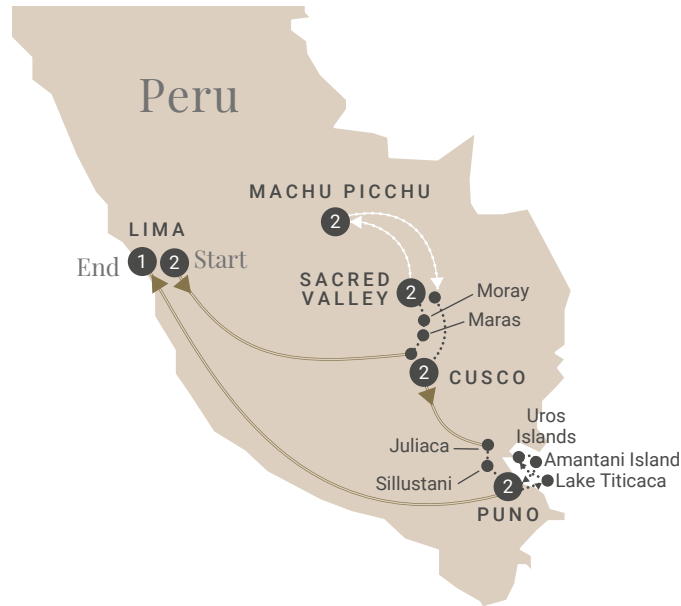 Peru
MACHU PICCHU
2
LIMA
End
1
2
Start
SACRED
VALLEY
2
Moray
Maras
2
CUSCO
Uros
Islands
Juliaca
Amantani Island
Sillustani
Lake Titicaca
2
PUNO